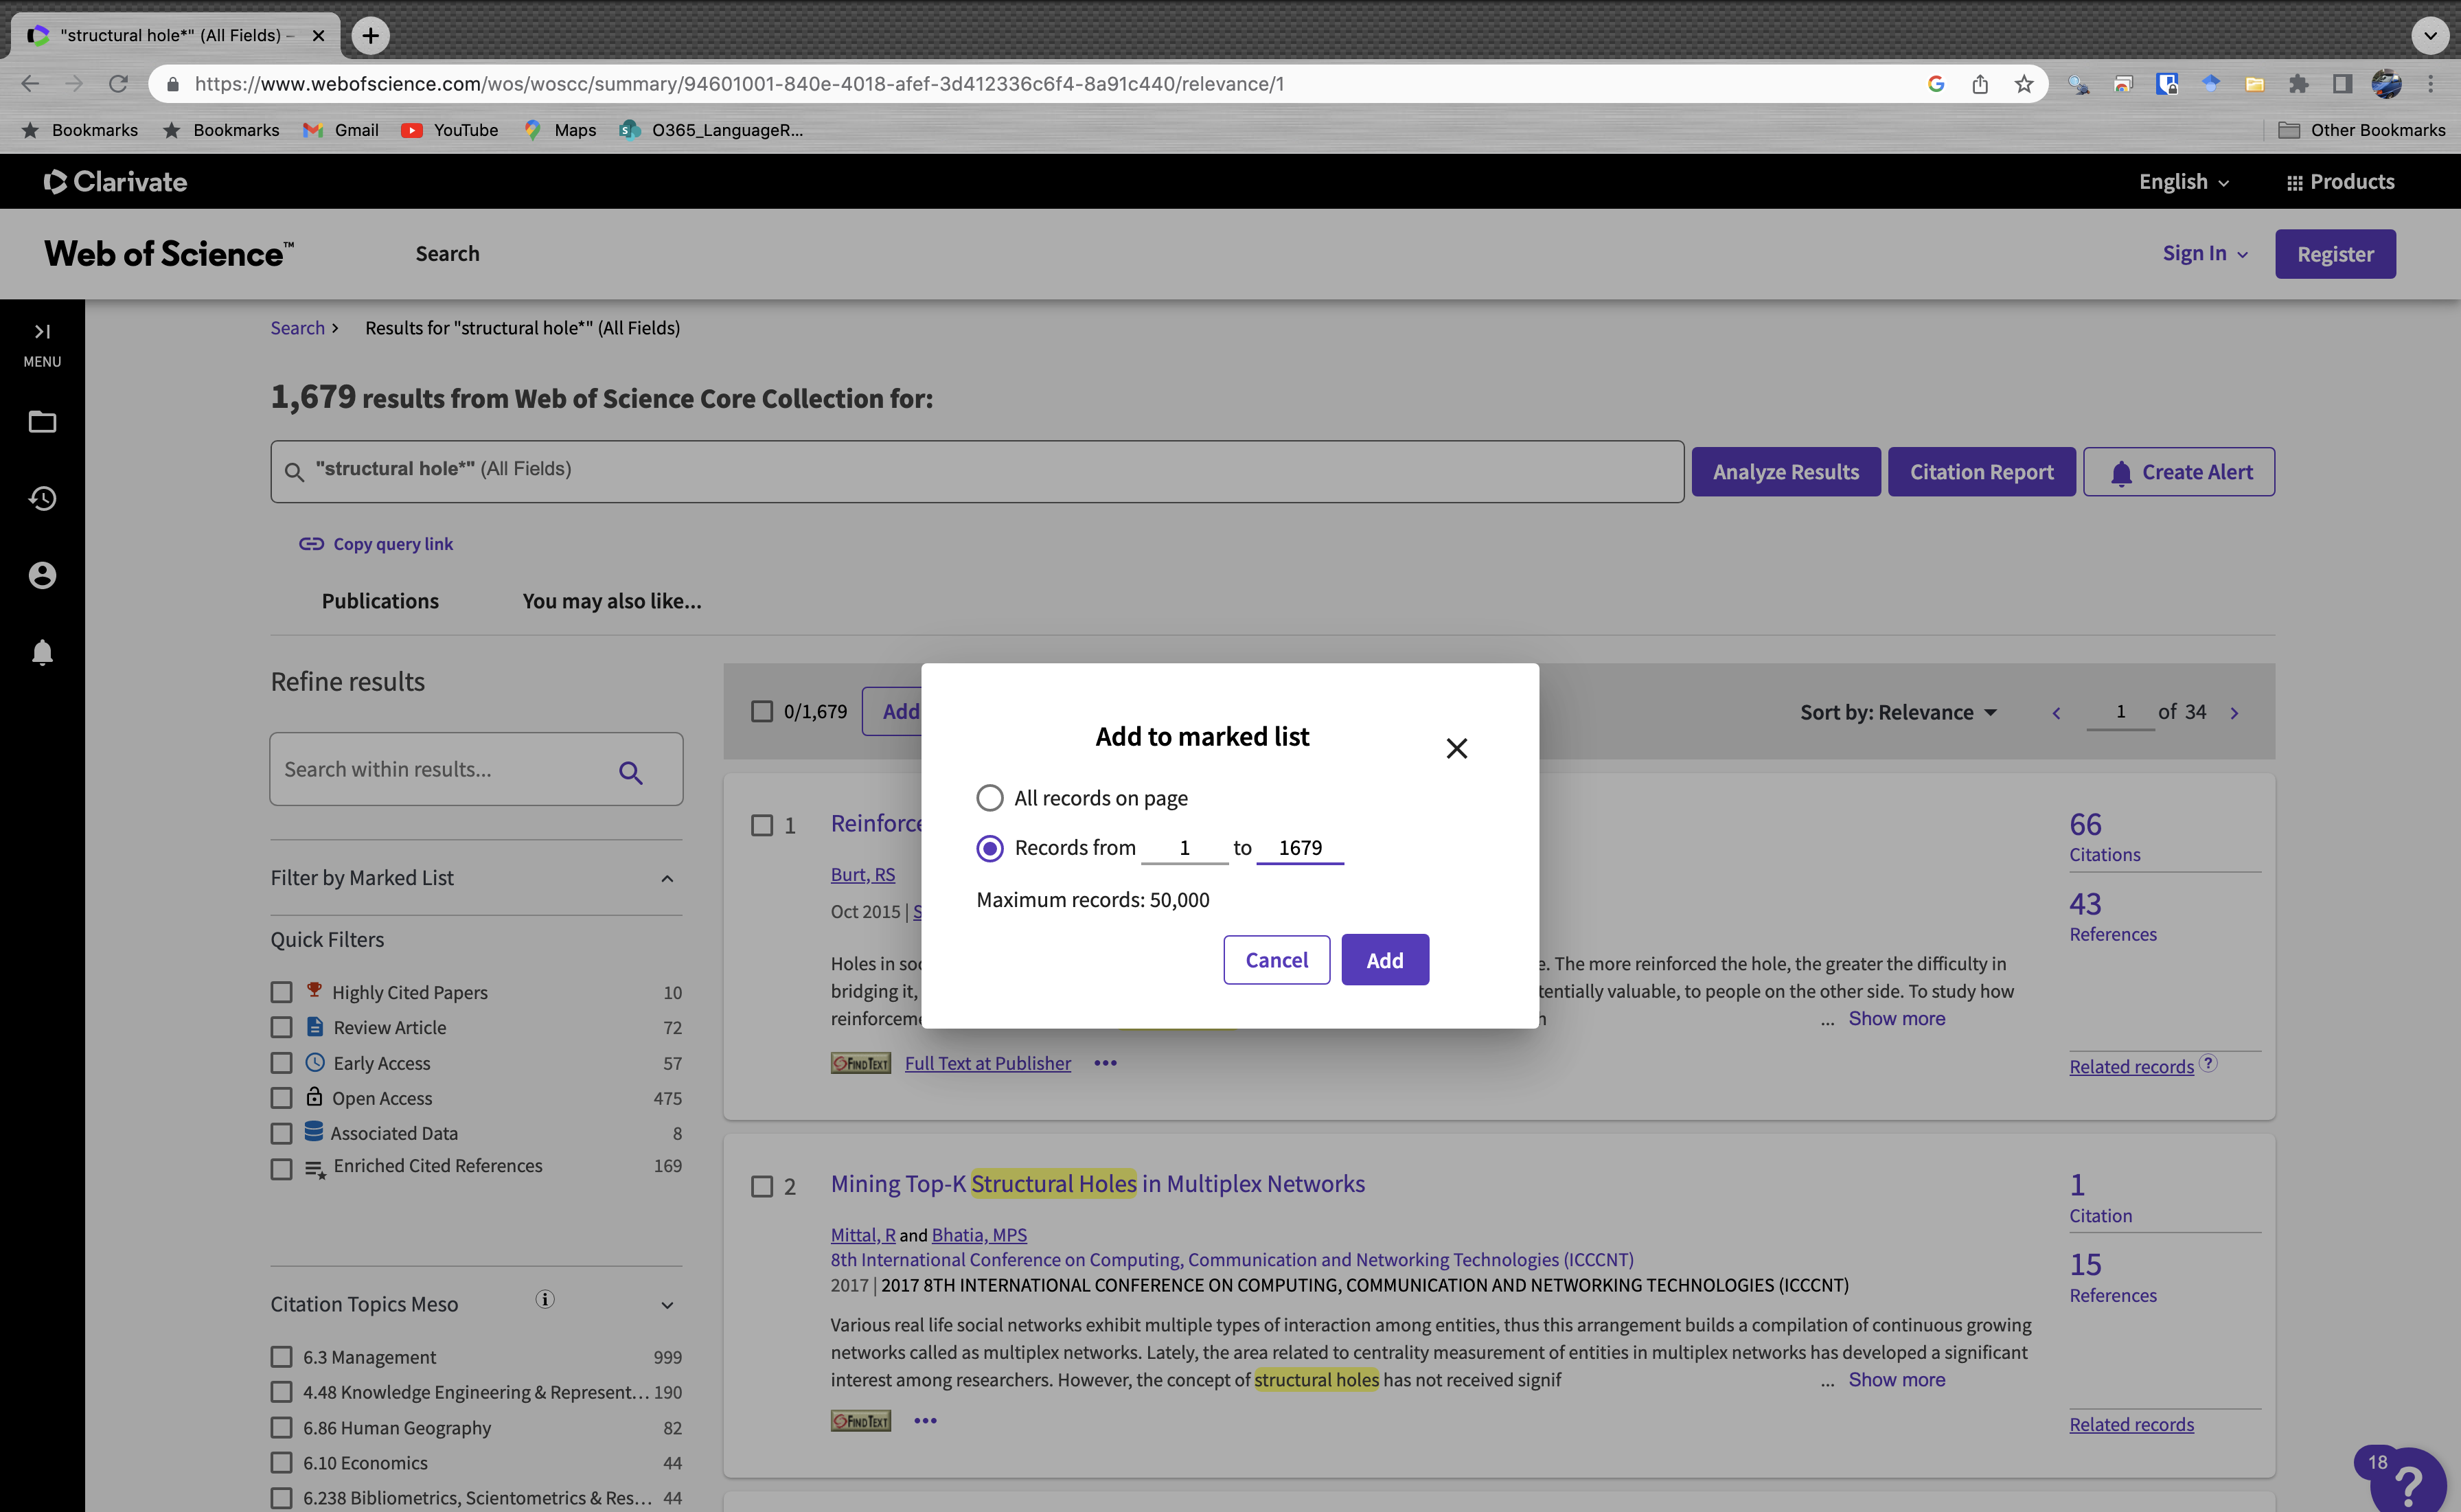 "structural hole*" (All Fields) –
https://www.webofscience.com/wos/woscc/summary/94601001-840e-4018-afef-3d412336c6f4-8a91c440/relevance/1
Bookmarks Bookmarks Gmail YouTube Maps O365_LanguageR... Other Bookmarks
Clarivate English Products
Web of Science™ Search Sign In Register
MENU
Search > Results for "structural hole*" (All Fields)
1,679 results from Web of Science Core Collection for:
"structural hole*" (All Fields) Analyze Results Citation Report Create Alert
Copy query link
Publications You may also like...
Refine results
Search within results...
Filter by Marked List
Quick Filters
Highly Cited Papers 10
Review Article 72
Early Access 57
Open Access 475
Associated Data 8
Enriched Cited References 169
Citation Topics Meso
6.3 Management 999
4.48 Knowledge Engineering & Represent... 190
6.86 Human Geography 82
6.10 Economics 44
6.238 Bibliometrics, Scientometrics & Res... 44
0/1,679 Add Sort by: Relevance 1 of 34
Add to marked list
All records on page
Records from 1 to 1679
Maximum records: 50,000
Cancel Add
1 Reinforce
Burt, RS
Oct 2015 | S
Holes in soc e. The more reinforced the hole, the greater the difficulty in
bridging it, tentially valuable, to people on the other side. To study how
reinforceme h ... Show more
FINDTEXT Full Text at Publisher
66
Citations
43
References
Related records ?
2 Mining Top-K Structural Holes in Multiplex Networks
Mittal, R and Bhatia, MPS
8th International Conference on Computing, Communication and Networking Technologies (ICCCNT)
2017 | 2017 8TH INTERNATIONAL CONFERENCE ON COMPUTING, COMMUNICATION AND NETWORKING TECHNOLOGIES (ICCCNT)
Various real life social networks exhibit multiple types of interaction among entities, thus this arrangement builds a compilation of continuous growing
networks called as multiplex networks. Lately, the area related to centrality measurement of entities in multiplex networks has developed a significant
interest among researchers. However, the concept of structural holes has not received signif ... Show more
FINDTEXT
1
Citation
15
References
Related records
18
?